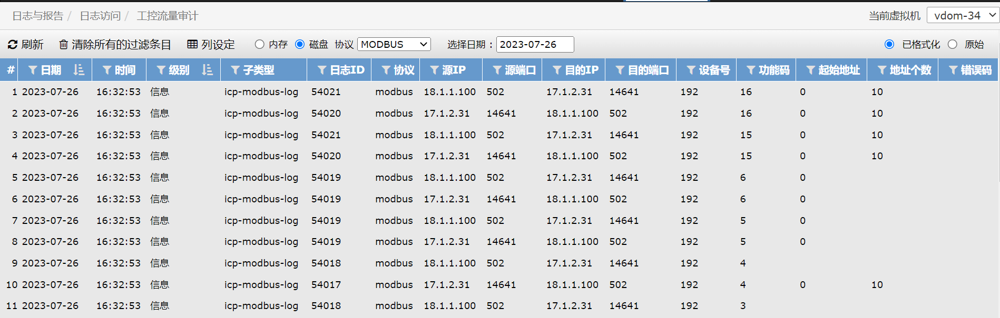 日志与报告 / 日志访问 / 工控流量审计 当前虚拟机 vdom-34
刷新 清除所有的过滤条目 列设定 内存 磁盘 协议 MODBUS 选择日期： 2023-07-26 已格式化 原始
# 日期 时间 级别 子类型 日志ID 协议 源IP 源端口 目的IP 目的端口 设备号 功能码 起始地址 地址个数 错误码
1 2023-07-26 16:32:53 信息 icp-modbus-log 54021 modbus 18.1.1.100 502 17.1.2.31 14641 192 16 0 10
2 2023-07-26 16:32:53 信息 icp-modbus-log 54020 modbus 17.1.2.31 14641 18.1.1.100 502 192 16 0 10
3 2023-07-26 16:32:53 信息 icp-modbus-log 54021 modbus 18.1.1.100 502 17.1.2.31 14641 192 15 0 10
4 2023-07-26 16:32:53 信息 icp-modbus-log 54020 modbus 17.1.2.31 14641 18.1.1.100 502 192 15 0 10
5 2023-07-26 16:32:53 信息 icp-modbus-log 54019 modbus 18.1.1.100 502 17.1.2.31 14641 192 6 0
6 2023-07-26 16:32:53 信息 icp-modbus-log 54019 modbus 17.1.2.31 14641 18.1.1.100 502 192 6 0
7 2023-07-26 16:32:53 信息 icp-modbus-log 54019 modbus 18.1.1.100 502 17.1.2.31 14641 192 5 0
8 2023-07-26 16:32:53 信息 icp-modbus-log 54019 modbus 17.1.2.31 14641 18.1.1.100 502 192 5 0
9 2023-07-26 16:32:53 信息 icp-modbus-log 54018 modbus 18.1.1.100 502 17.1.2.31 14641 192 4
10 2023-07-26 16:32:53 信息 icp-modbus-log 54017 modbus 17.1.2.31 14641 18.1.1.100 502 192 4 0 10
11 2023-07-26 16:32:53 信息 icp-modbus-log 54018 modbus 18.1.1.100 502 17.1.2.31 14641 192 3